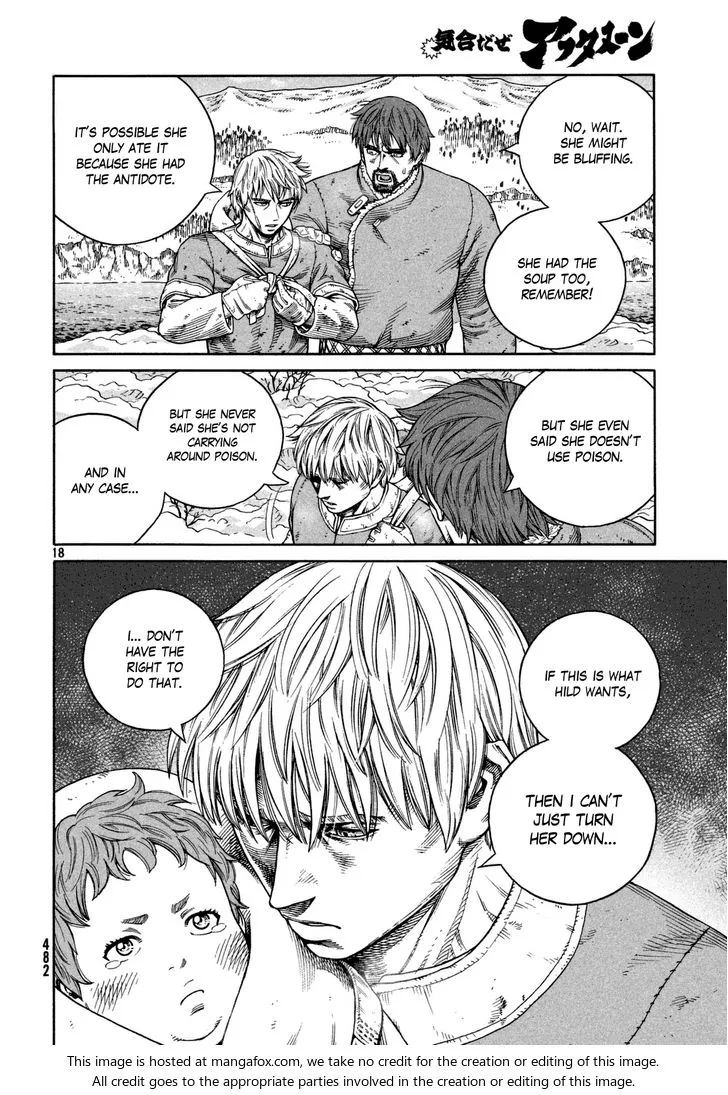 気合だぜ アフタヌーン
NO, WAIT.
SHE MIGHT
BE BLUFFING.
SHE HAD THE
SOUP TOO,
REMEMBER!
IT'S POSSIBLE SHE
ONLY ATE IT
BECAUSE SHE HAD
THE ANTIDOTE.
BUT SHE EVEN
SAID SHE DOESN'T
USE POISON.
BUT SHE NEVER
SAID SHE'S NOT
CARRYING
AROUND POISON.
AND IN
ANY CASE...
18
IF THIS IS WHAT
HILD WANTS,
THEN I CAN'T
JUST TURN
HER DOWN...
I... DON'T
HAVE THE
RIGHT TO
DO THAT.
482
This image is hosted at mangafox.com, we take no credit for the creation or editing of this image.
All credit goes to the appropriate parties involved in the creation or editing of this image.